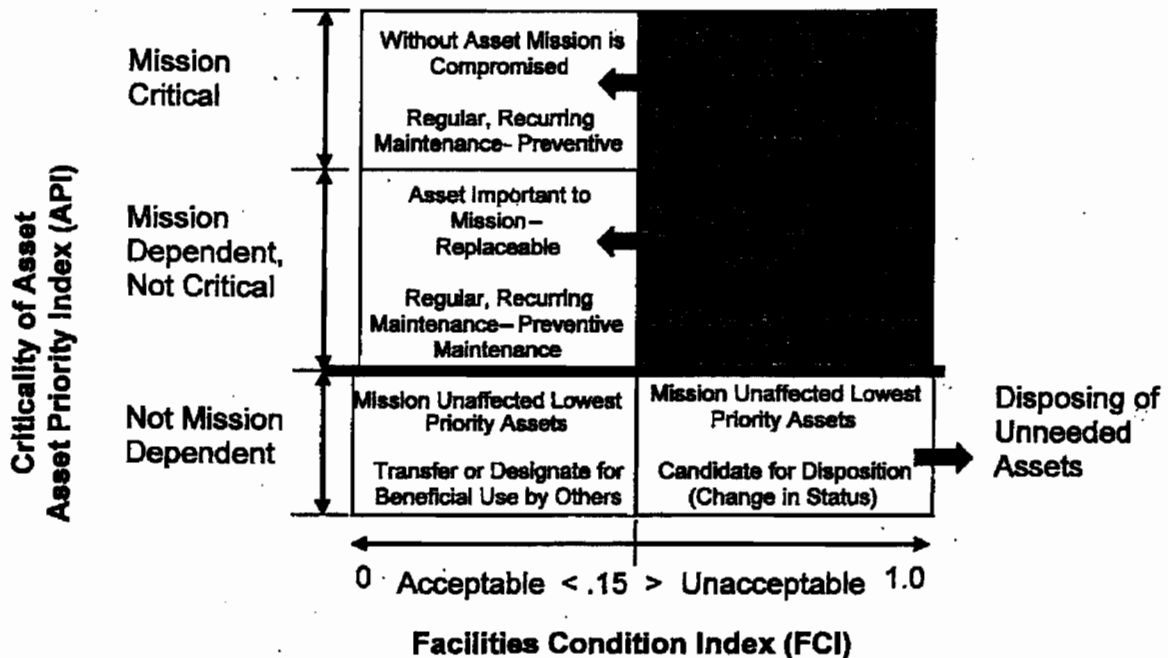 Criticality of Asset
Asset Priority Index (API)
Mission
Critical
Without Asset Mission is
Compromised
Regular, Recurring
Maintenance– Preventive
Mission
Dependent,
Not Critical
Asset Important to
Mission–
Replaceable
Regular, Recurring
Maintenance– Preventive
Maintenance
Not Mission
Dependent
Mission Unaffected Lowest
Priority Assets
Transfer or Designate for
Beneficial Use by Others
Mission Unaffected Lowest
Priority Assets
Candidate for Disposition
(Change in Status)
Disposing of
Unneeded
Assets
0 Acceptable < .15 > Unacceptable 1.0
Facilities Condition Index (FCI)